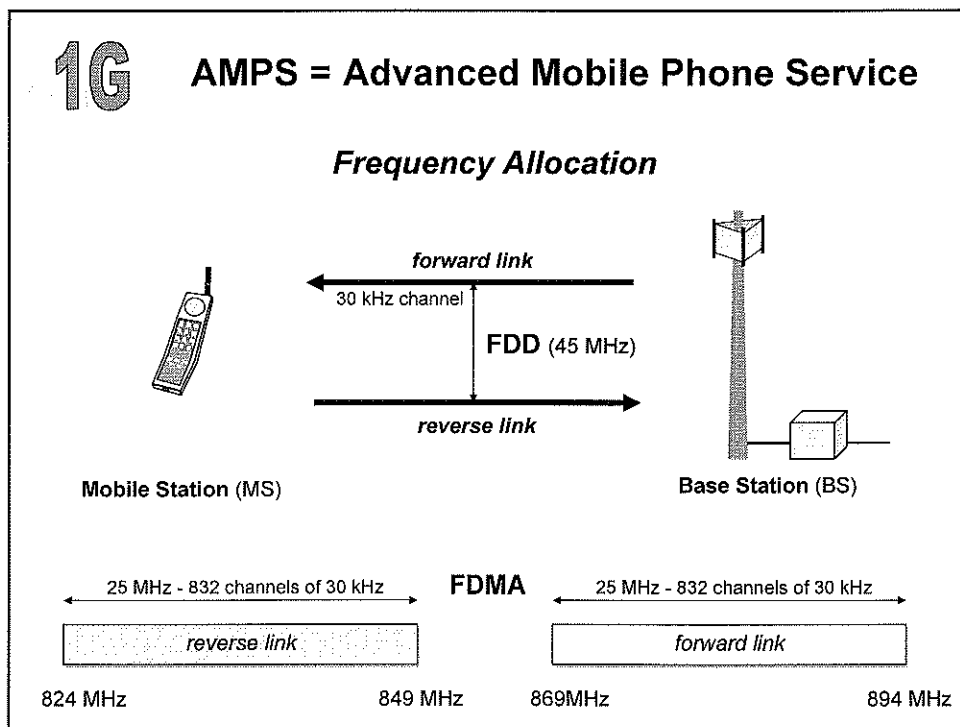 1G AMPS = Advanced Mobile Phone Service
Frequency Allocation
forward link
30 kHz channel
FDD (45 MHz)
reverse link
Mobile Station (MS)
Base Station (BS)
25 MHz - 832 channels of 30 kHz
FDMA
25 MHz - 832 channels of 30 kHz
reverse link
forward link
824 MHz
849 MHz
869MHz
894 MHz